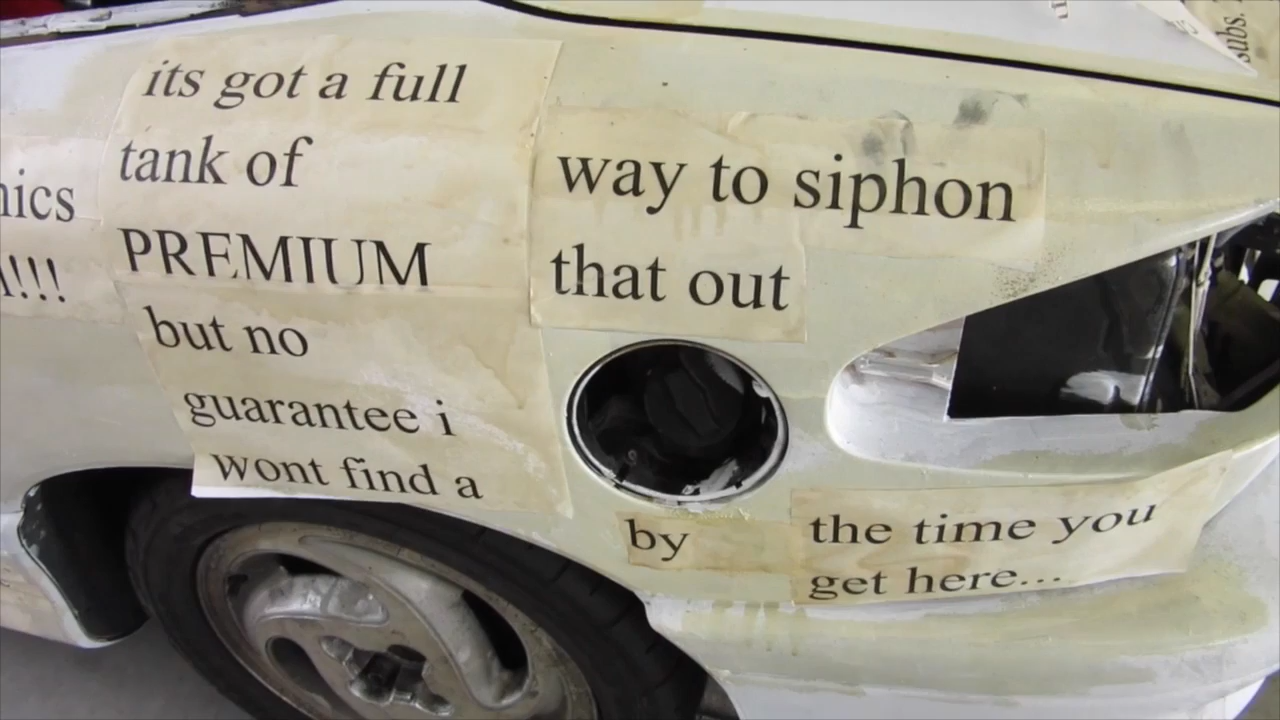 its got a full
tank of
PREMIUM
but no
guarantee i
wont find a
way to siphon
that out
by the time you
get here...
subs.